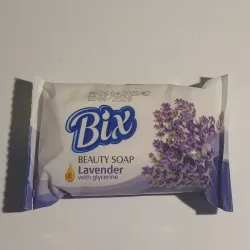 Bix
BEAUTY SOAP
Lavender
with glycerine
E